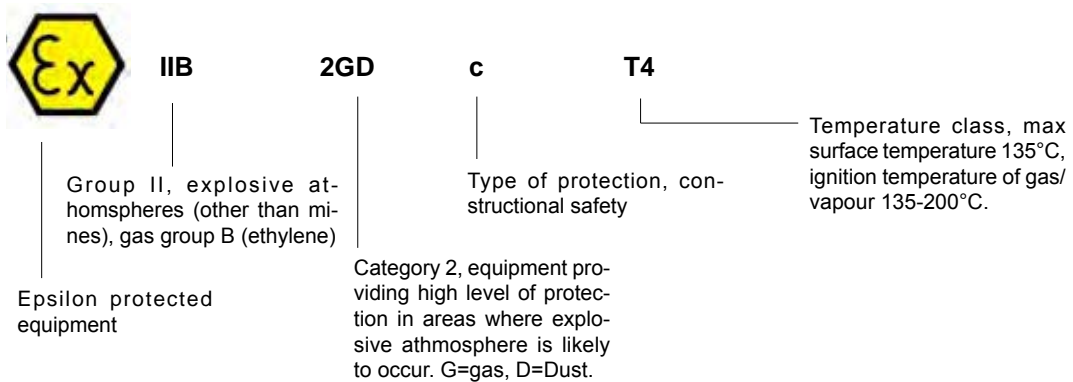 Ex IIB 2GD c T4
Temperature class, max
surface temperature 135°C,
ignition temperature of gas/
vapour 135-200°C.
Group II, explosive at-
homspheres (other than mi-
nes), gas group B (ethylene)
Type of protection, con-
structional safety
Category 2, equipment pro-
viding high level of protec-
tion in areas where explo-
sive athmosphere is likely
to occur. G=gas, D=Dust.
Epsilon protected
equipment